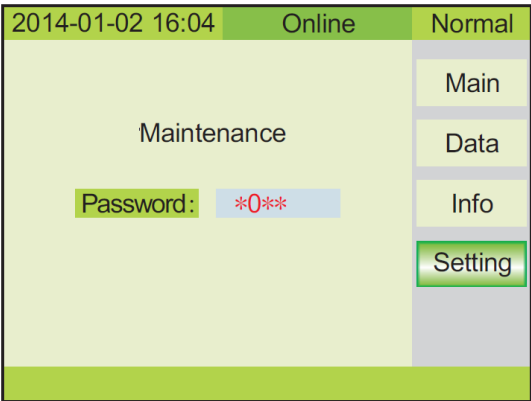 2014-01-02 16:04 Online Normal
Main
Maintenance
Data
Password: *0**
Info
Setting